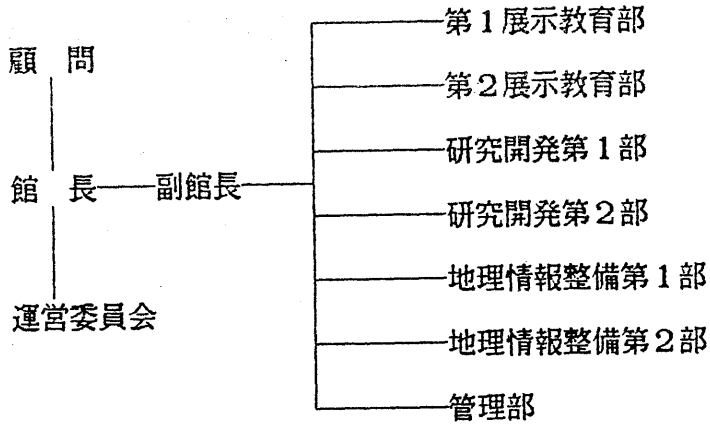 顧　問
館　長
副館長
運営委員会
第１展示教育部
第２展示教育部
研究開発第１部
研究開発第２部
地理情報整備第１部
地理情報整備第２部
管理部